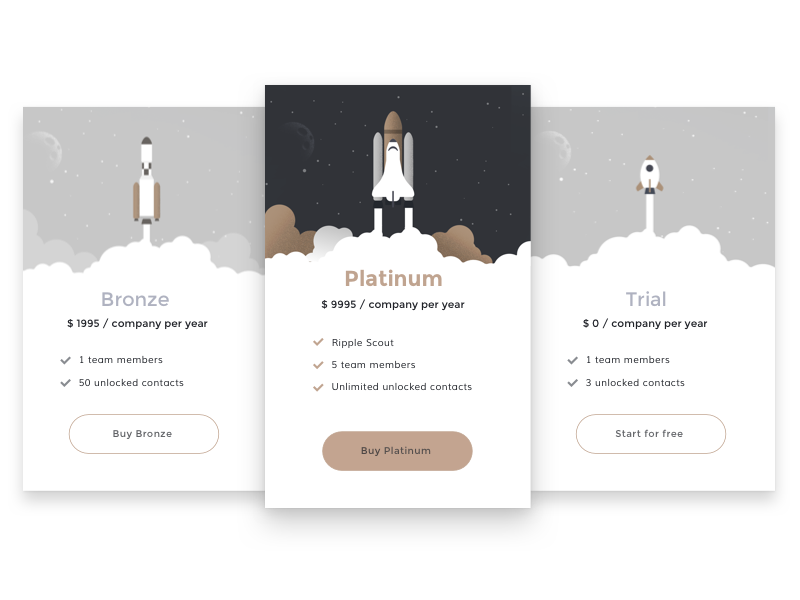 Bronze
$ 1995 / company per year
1 team members
50 unlocked contacts
Buy Bronze
Platinum
$ 9995 / company per year
Ripple Scout
5 team members
Unlimited unlocked contacts
Buy Platinum
Trial
$ 0 / company per year
1 team members
3 unlocked contacts
Start for free